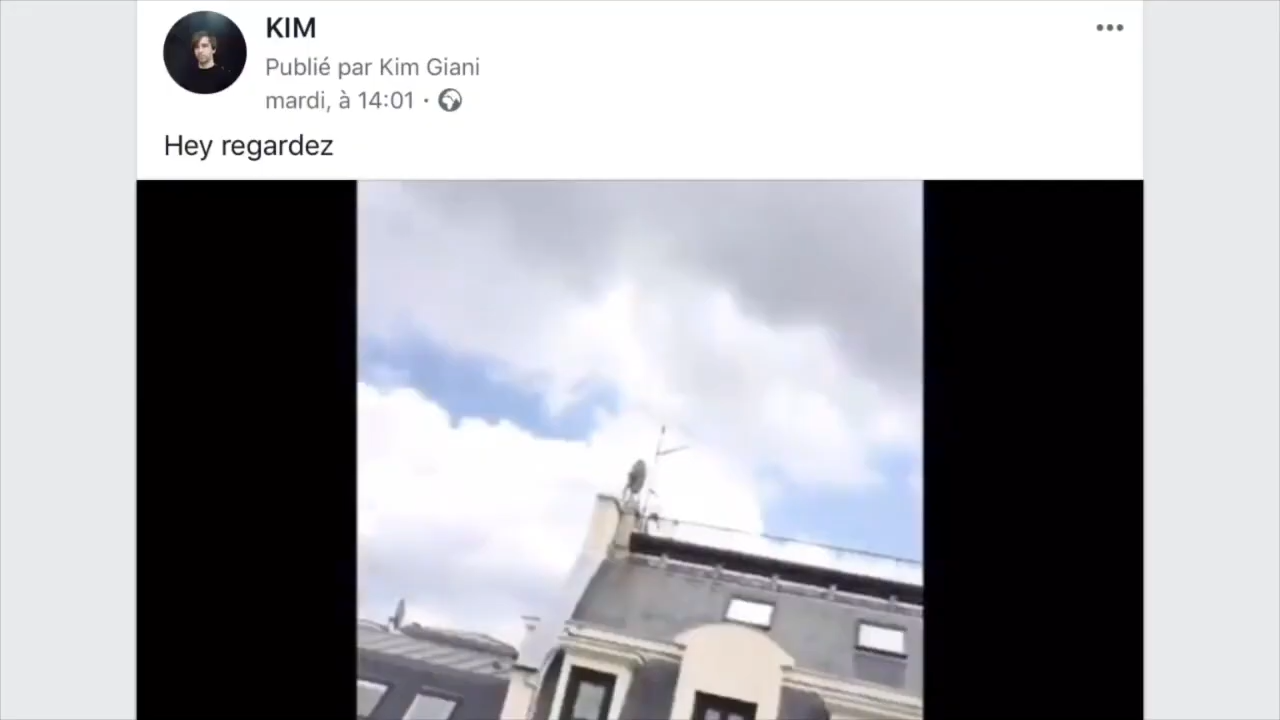 KIM
Publié par Kim Giani
mardi, à 14:01 ·
Hey regardez